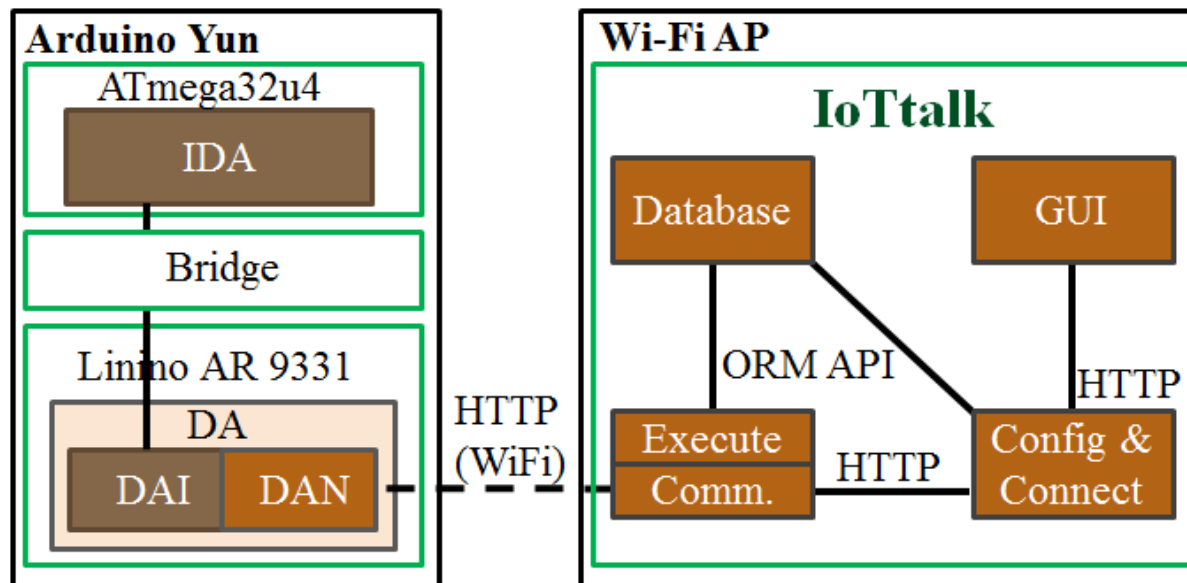 Arduino Yun
ATmega32u4
IDA
Bridge
Linino AR 9331
DA
DAI
DAN
HTTP
(WiFi)
Wi-Fi AP
IoTtalk
Database
GUI
ORM API
HTTP
Execute
Comm.
HTTP
Config &
Connect